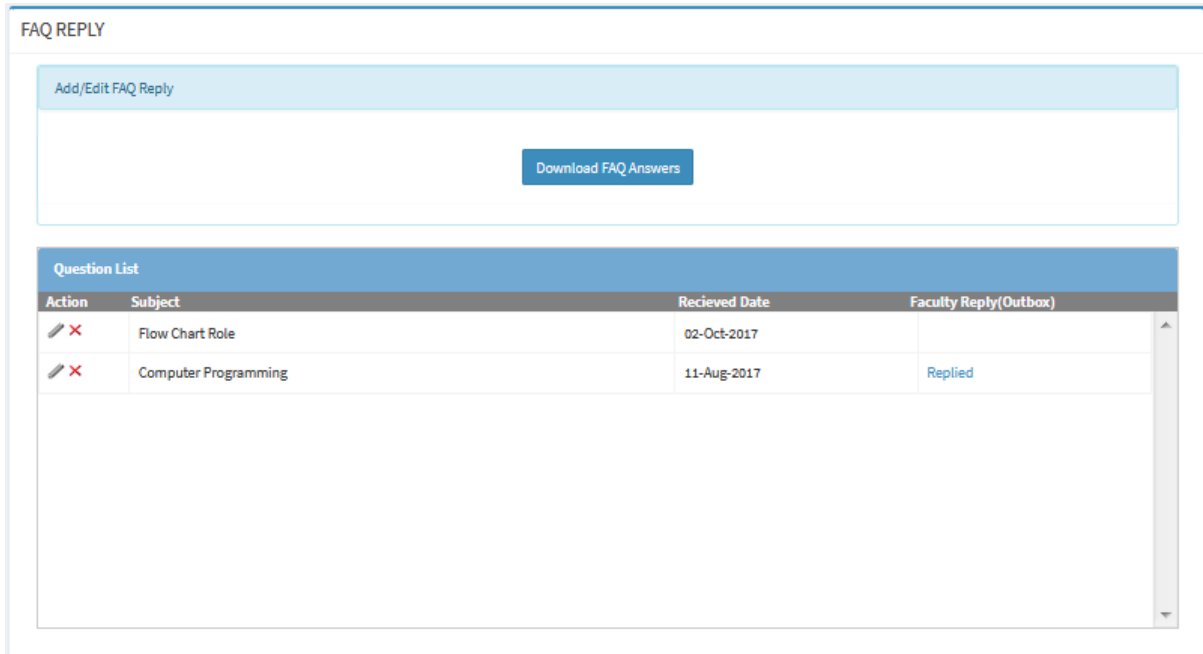 FAQ REPLY
Add/Edit FAQ Reply
Download FAQ Answers
Question List
Action Subject Recieved Date Faculty Reply(Outbox)
Flow Chart Role 02-Oct-2017
Computer Programming 11-Aug-2017 Replied